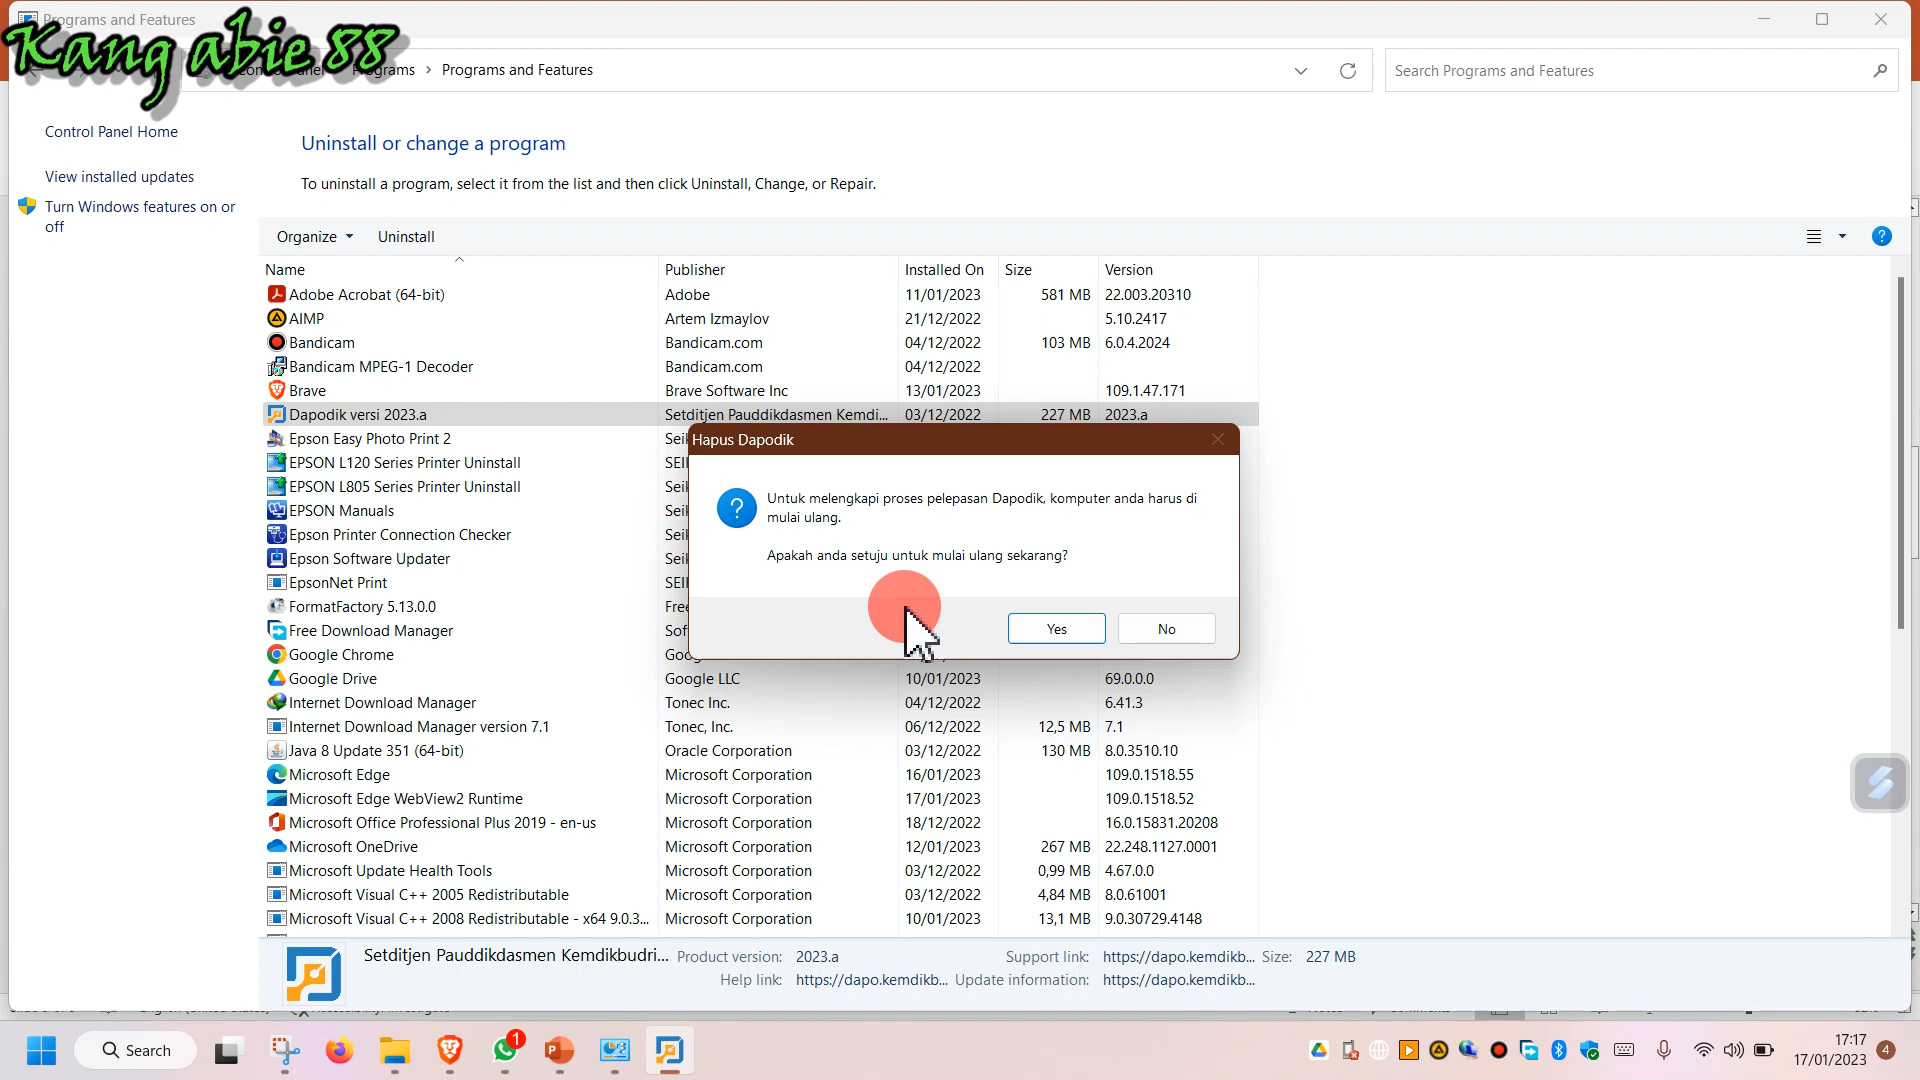 Programs and Features
Kang abie 88
Programs > Programs and Features
Search Programs and Features
Control Panel Home
View installed updates
Turn Windows features on or
off
Uninstall or change a program
To uninstall a program, select it from the list and then click Uninstall, Change, or Repair.
Organize Uninstall
Name Publisher Installed On Size Version
Adobe Acrobat (64-bit) Adobe 11/01/2023 581 MB 22.003.20310
AIMP Artem Izmaylov 21/12/2022 5.10.2417
Bandicam Bandicam.com 04/12/2022 103 MB 6.0.4.2024
Bandicam MPEG-1 Decoder Bandicam.com 04/12/2022
Brave Brave Software Inc 13/01/2023 109.1.47.171
Dapodik versi 2023.a Setditjen Pauddikdasmen Kemdi... 03/12/2022 227 MB 2023.a
Epson Easy Photo Print 2 Seik
EPSON L120 Series Printer Uninstall SEIK
EPSON L805 Series Printer Uninstall Seik
EPSON Manuals Seik
Epson Printer Connection Checker Seik
Epson Software Updater Seik
EpsonNet Print SEIK
FormatFactory 5.13.0.0 Free
Free Download Manager Soft
Google Chrome Goog
Google Drive Google LLC 10/01/2023 69.0.0.0
Internet Download Manager Tonec Inc. 04/12/2022 6.41.3
Internet Download Manager version 7.1 Tonec, Inc. 06/12/2022 12,5 MB 7.1
Java 8 Update 351 (64-bit) Oracle Corporation 03/12/2022 130 MB 8.0.3510.10
Microsoft Edge Microsoft Corporation 16/01/2023 109.0.1518.55
Microsoft Edge WebView2 Runtime Microsoft Corporation 17/01/2023 109.0.1518.52
Microsoft Office Professional Plus 2019 - en-us Microsoft Corporation 18/12/2022 16.0.15831.20208
Microsoft OneDrive Microsoft Corporation 12/01/2023 267 MB 22.248.1127.0001
Microsoft Update Health Tools Microsoft Corporation 03/12/2022 0,99 MB 4.67.0.0
Microsoft Visual C++ 2005 Redistributable Microsoft Corporation 03/12/2022 4,84 MB 8.0.61001
Microsoft Visual C++ 2008 Redistributable - x64 9.0.3... Microsoft Corporation 10/01/2023 13,1 MB 9.0.30729.4148
Hapus Dapodik
Untuk melengkapi proses pelepasan Dapodik, komputer anda harus di
mulai ulang.
Apakah anda setuju untuk mulai ulang sekarang?
Yes No
Setditjen Pauddikdasmen Kemdikbudri... Product version: 2023.a Support link: https://dapo.kemdikb... Size: 227 MB
Help link: https://dapo.kemdikb... Update information: https://dapo.kemdikb...
Search
1
17:17
17/01/2023
4